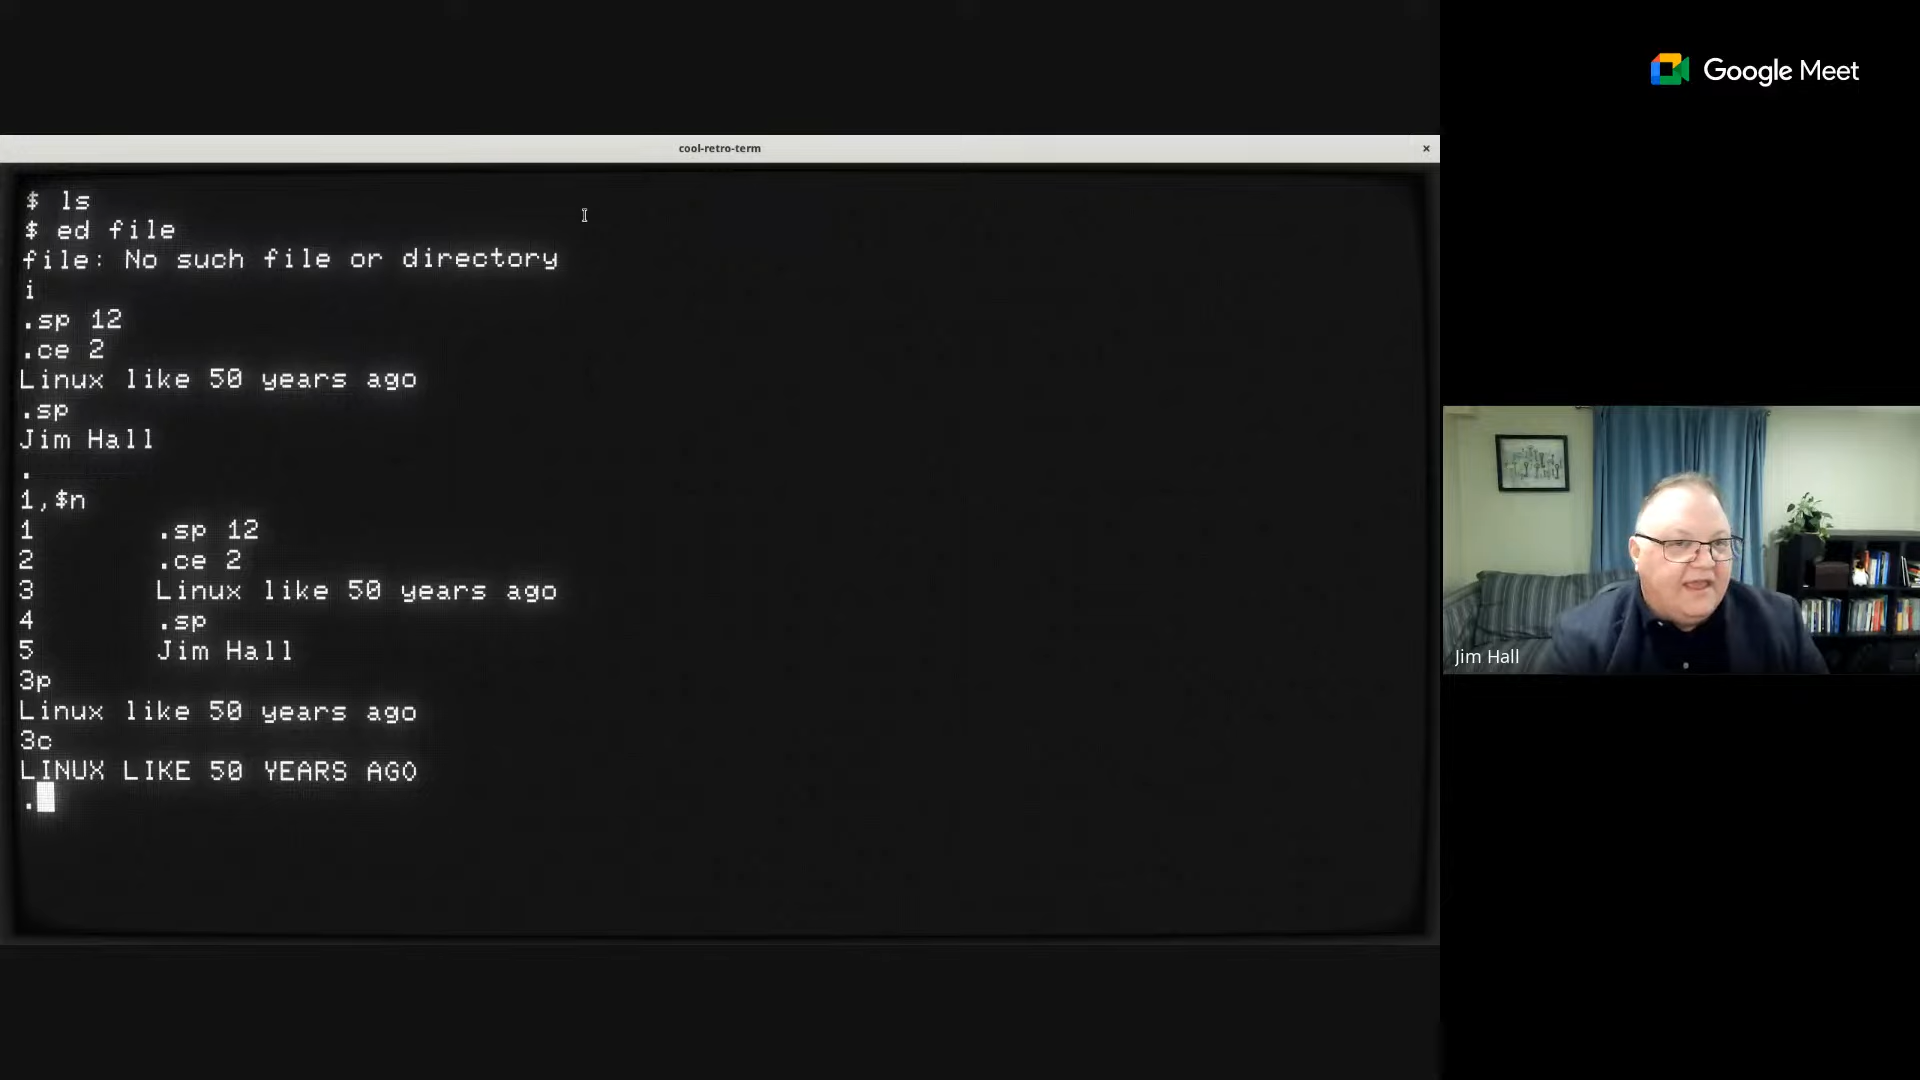 Google Meet
cool-retro-term ×
$ ls
$ ed file
file: No such file or directory
i
.sp 12
.ce 2
Linux like 50 years ago
.sp
Jim Hall
.
1,$n
1 .sp 12
2 .ce 2
3 Linux like 50 years ago
4 .sp
5 Jim Hall
3p
Linux like 50 years ago
3c
LINUX LIKE 50 YEARS AGO
.
Jim Hall